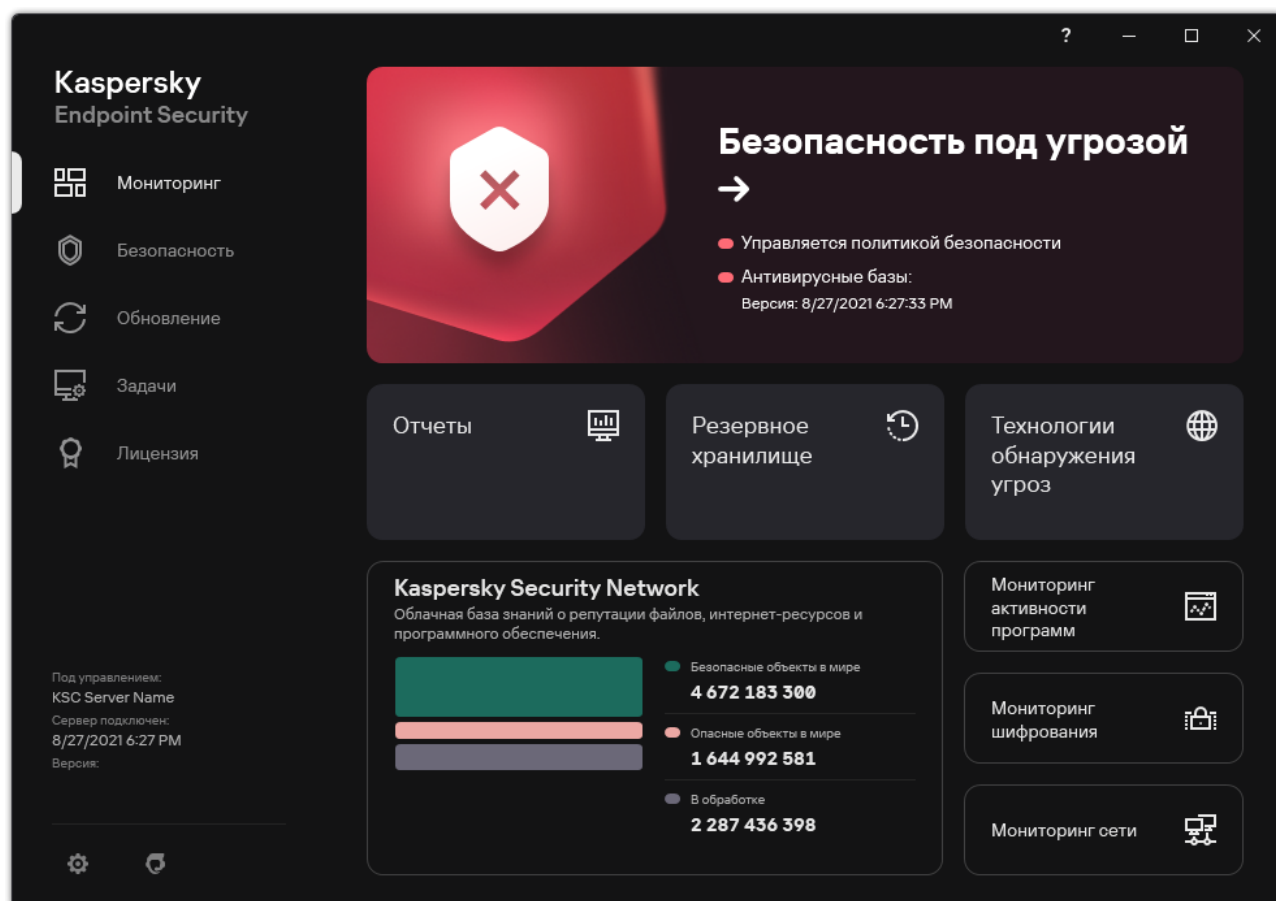 ?
Kaspersky
Endpoint Security
Мониторинг
Безопасность
Обновление
Задачи
Лицензия
Под управлением:
KSC Server Name
Сервер подключен:
8/27/2021 6:27 PM
Версия:
Безопасность под угрозой
Управляется политикой безопасности
Антивирусные базы:
Версия: 8/27/2021 6:27:33 PM
Отчеты
Резервное
хранилище
Технологии
обнаружения
угроз
Kaspersky Security Network
Облачная база знаний о репутации файлов, интернет-ресурсов и
программного обеспечения.
Безопасные объекты в мире
4 672 183 300
Опасные объекты в мире
1 644 992 581
В обработке
2 287 436 398
Мониторинг
активности
программ
Мониторинг
шифрования
Мониторинг сети